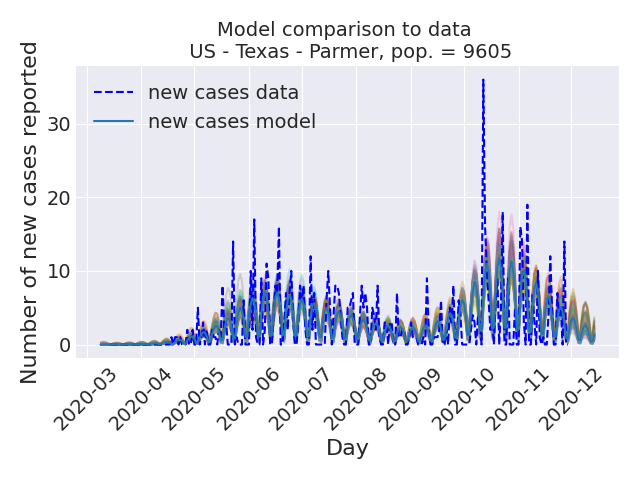 Model comparison to data
US - Texas - Parmer, pop. = 9605
Number of new cases reported
new cases data
new cases model
30
20
10
0
2020-03
2020-04
2020-05
2020-06
2020-07
2020-08
2020-09
2020-10
2020-11
2020-12
Day